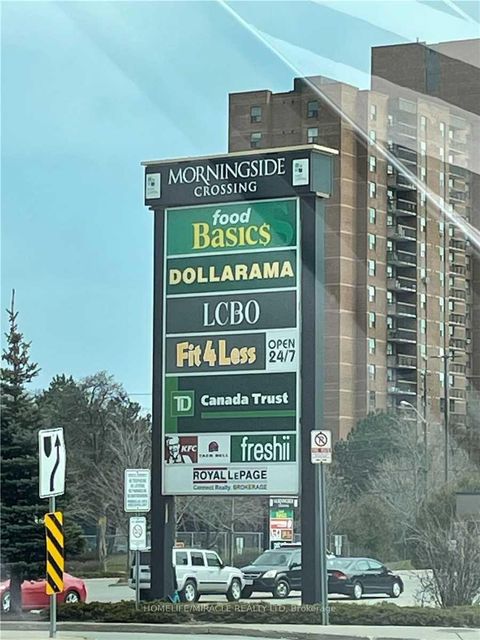 MORNINGSIDE
CROSSING
food
Basics
DOLLARAMA
LCBO
Fit 4 Less
OPEN
24/7
TD
Canada Trust
KFC
TACO BELL
freshii
ROYAL LEPAGE
Connect Realty, BROKERAGE
HOMELIFE/MIRACLE REALTY LTD, Brokerage